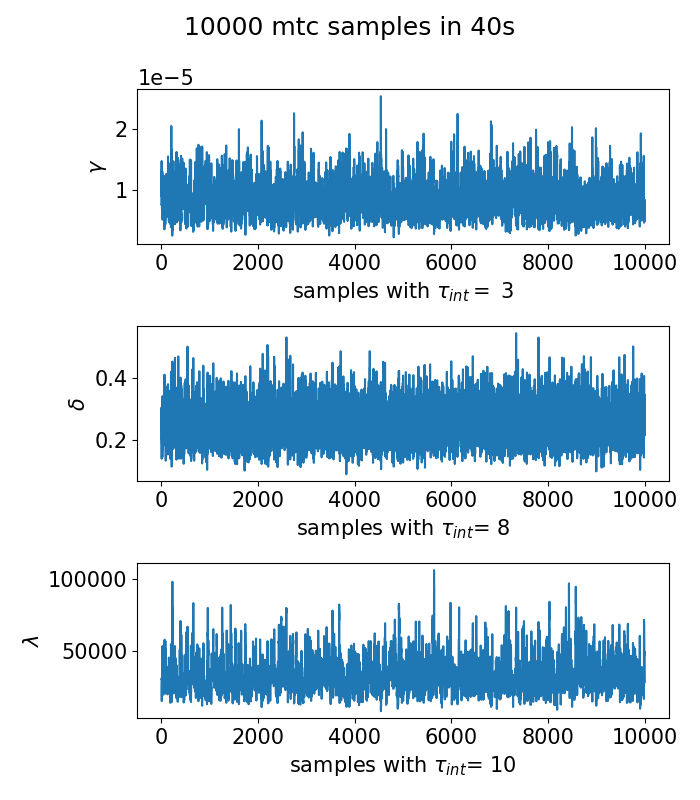 10000 mtc samples in 40s
1e−5
2
1
γ
0 2000 4000 6000 8000 10000
samples with τint = 3
0.4
0.2
δ
0 2000 4000 6000 8000 10000
samples with τint= 8
100000
50000
λ
0 2000 4000 6000 8000 10000
samples with τint= 10